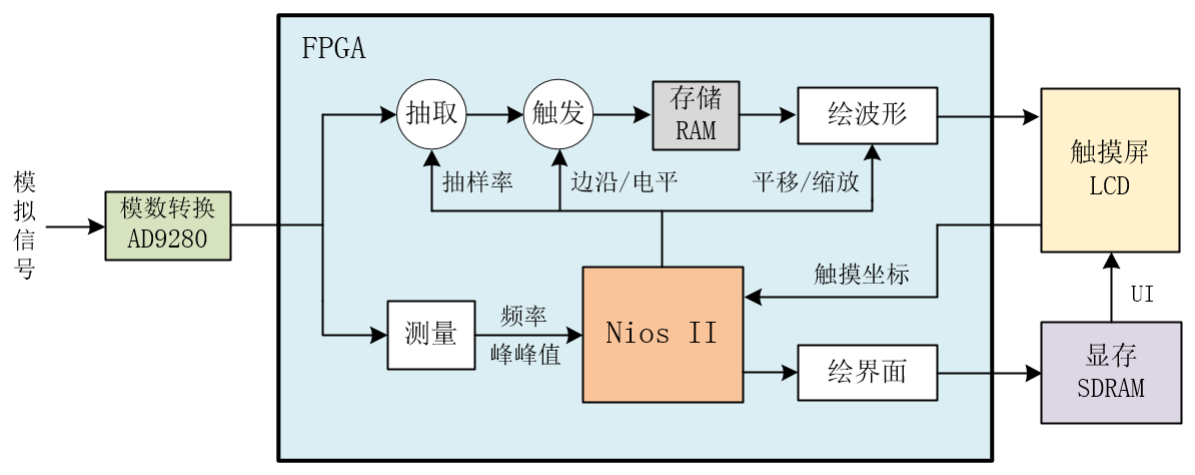 FPGA
模拟信号
模数转换
AD9280
抽取
触发
存储
RAM
绘波形
触摸屏
LCD
抽样率
边沿/电平
平移/缩放
触摸坐标
测量
频率
峰峰值
Nios II
绘界面
UI
显存
SDRAM